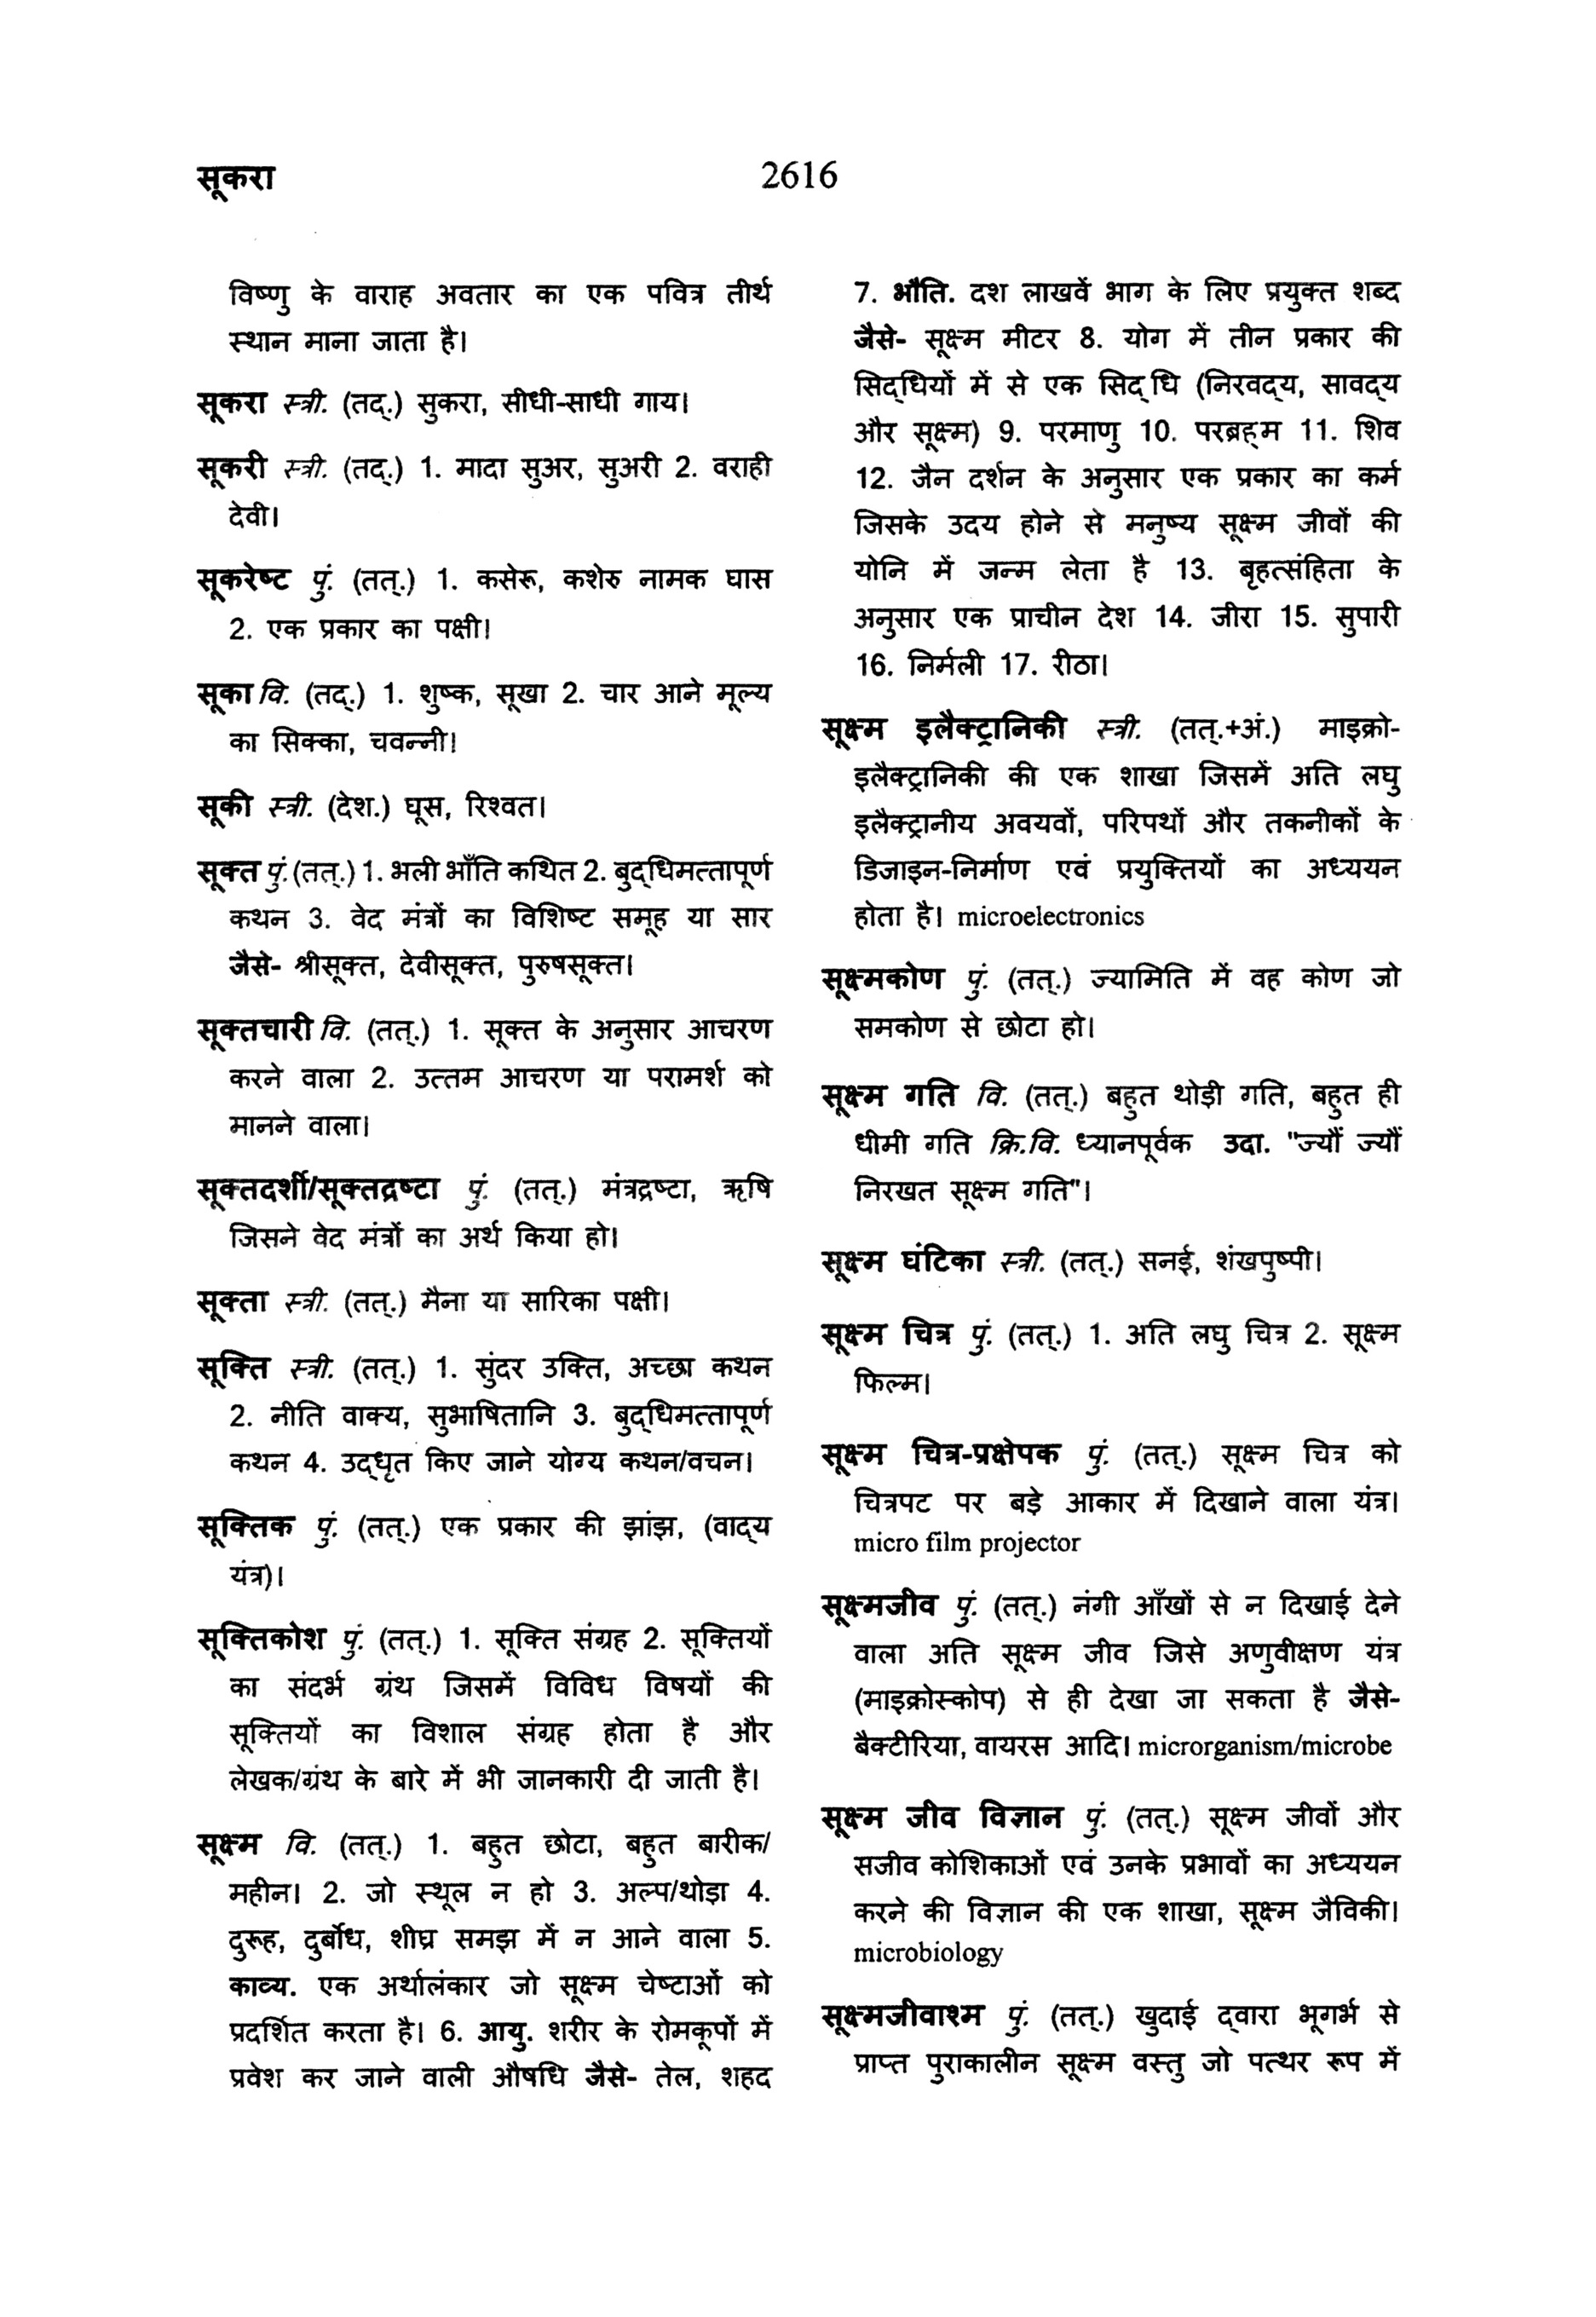 सूकरा
2616
विष्णु के वाराह अवतार का एक पवित्र तीर्थ
स्थान माना जाता है।
सूकरा स्त्री. (तद्.) सुकरा, सीधी-साधी गाय।
सूकरी स्त्री. (तद्.) 1. मादा सुअर, सुअरी 2. वराही
देवी।
सूकरेष्ट पुं. (तत्.) 1. कसेरू, कशेरु नामक घास
2. एक प्रकार का पक्षी।
सूका वि. (तद्.) 1. शुष्क, सूखा 2. चार आने मूल्य
का सिक्का, चवन्नी।
सूकी स्त्री. (देश.) घूस, रिश्वत।
सूक्त पुं. (तत्.) 1. भली भाँति कथित 2. बुद्धिमत्तापूर्ण
कथन 3. वेद मंत्रों का विशिष्ट समूह या सार
जैसे- श्रीसूक्त, देवीसूक्त, पुरुषसूक्त।
सूक्तचारी वि. (तत्.) 1. सूक्त के अनुसार आचरण
करने वाला 2. उत्तम आचरण या परामर्श को
मानने वाला।
सूक्तदर्शी/सूक्तद्रष्टा पुं. (तत्.) मंत्रद्रष्टा, ऋषि
जिसने वेद मंत्रों का अर्थ किया हो।
सूक्ता स्त्री. (तत्.) मैना या सारिका पक्षी।
सूक्ति स्त्री. (तत्.) 1. सुंदर उक्ति, अच्छा कथन
2. नीति वाक्य, सुभाषितानि 3. बुद्धिमत्तापूर्ण
कथन 4. उद्धृत किए जाने योग्य कथन/वचन।
सूक्तिक पुं. (तत्.) एक प्रकार की झांझ, (वाद्य
यंत्र)।
सूक्तिकोश पुं. (तत्.) 1. सूक्ति संग्रह 2. सूक्तियों
का संदर्भ ग्रंथ जिसमें विविध विषयों की
सूक्तियों का विशाल संग्रह होता है और
लेखक/ग्रंथ के बारे में भी जानकारी दी जाती है।
सूक्ष्म वि. (तत्.) 1. बहुत छोटा, बहुत बारीक/
महीन। 2. जो स्थूल न हो 3. अल्प/थोड़ा 4.
दुरूह, दुर्बोध, शीघ्र समझ में न आने वाला 5.
काव्य. एक अर्थालंकार जो सूक्ष्म चेष्टाओं को
प्रदर्शित करता है। 6. आयु. शरीर के रोमकूपों में
प्रवेश कर जाने वाली औषधि जैसे- तेल, शहद
7. भौति. दश लाखवें भाग के लिए प्रयुक्त शब्द
जैसे- सूक्ष्म मीटर 8. योग में तीन प्रकार की
सिद्धियों में से एक सिद्धि (निरवद्य, सावद्य
और सूक्ष्म) 9. परमाणु 10. परब्रह्म 11. शिव
12. जैन दर्शन के अनुसार एक प्रकार का कर्म
जिसके उदय होने से मनुष्य सूक्ष्म जीवों की
योनि में जन्म लेता है 13. बृहत्संहिता के
अनुसार एक प्राचीन देश 14. जीरा 15. सुपारी
16. निर्मली 17. रीठा।
सूक्ष्म इलैक्ट्रानिकी स्त्री. (तत्.+अं.) माइक्रो-
इलैक्ट्रानिकी की एक शाखा जिसमें अति लघु
इलैक्ट्रानीय अवयवों, परिपथों और तकनीकों के
डिजाइन-निर्माण एवं प्रयुक्तियों का अध्ययन
होता है। microelectronics
सूक्ष्मकोण पुं. (तत्.) ज्यामिति में वह कोण जो
समकोण से छोटा हो।
सूक्ष्म गति वि. (तत्.) बहुत थोड़ी गति, बहुत ही
धीमी गति क्रि.वि. ध्यानपूर्वक उदा. "ज्यौं ज्यौं
निरखत सूक्ष्म गति"।
सूक्ष्म घंटिका स्त्री. (तत्.) सनई, शंखपुष्पी।
सूक्ष्म चित्र पुं. (तत्.) 1. अति लघु चित्र 2. सूक्ष्म
फिल्म।
सूक्ष्म चित्र-प्रक्षेपक पुं. (तत्.) सूक्ष्म चित्र को
चित्रपट पर बड़े आकार में दिखाने वाला यंत्र।
micro film projector
सूक्ष्मजीव पुं. (तत्.) नंगी आँखों से न दिखाई देने
वाला अति सूक्ष्म जीव जिसे अणुवीक्षण यंत्र
(माइक्रोस्कोप) से ही देखा जा सकता है जैसे-
बैक्टीरिया, वायरस आदि। microrganism/microbe
सूक्ष्म जीव विज्ञान पुं. (तत्.) सूक्ष्म जीवों और
सजीव कोशिकाओं एवं उनके प्रभावों का अध्ययन
करने की विज्ञान की एक शाखा, सूक्ष्म जैविकी।
microbiology
सूक्ष्मजीवाश्म पुं. (तत्.) खुदाई द्वारा भूगर्भ से
प्राप्त पुराकालीन सूक्ष्म वस्तु जो पत्थर रूप में